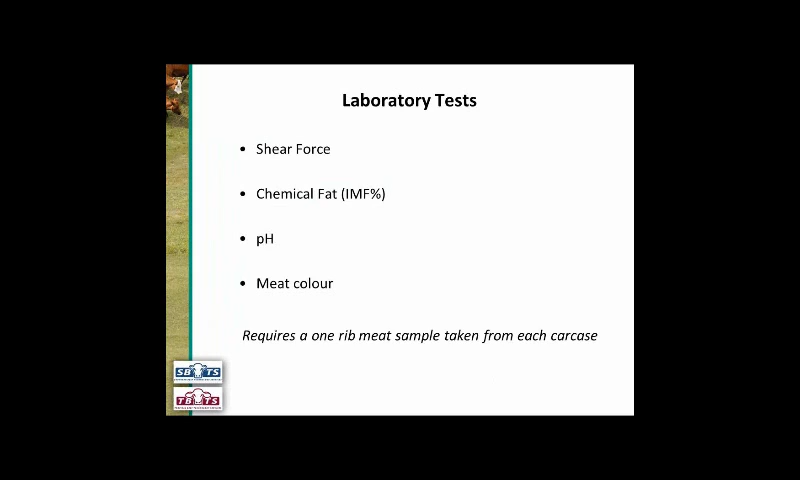 Laboratory Tests
• Shear Force
• Chemical Fat (IMF%)
• pH
• Meat colour
Requires a one rib meat sample taken from each carcase
SBTS
TBTS